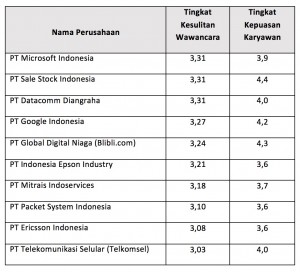 Nama Perusahaan Tingkat Kesulitan Wawancara Tingkat Kepuasan Karyawan
PT Microsoft Indonesia 3,31 3,9
PT Sale Stock Indonesia 3,31 4,4
PT Datacomm Diangraha 3,31 4,0
PT Google Indonesia 3,27 4,2
PT Global Digital Niaga (Blibli.com) 3,24 4,3
PT Indonesia Epson Industry 3,21 3,6
PT Mitrais Indoservices 3,18 3,7
PT Packet System Indonesia 3,10 3,6
PT Ericsson Indonesia 3,08 3,6
PT Telekomunikasi Selular (Telkomsel) 3,03 4,0